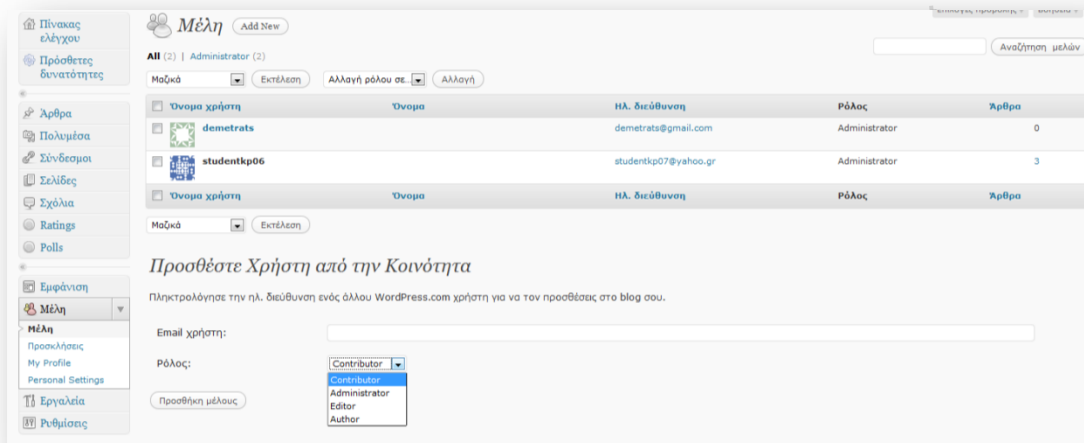 Πίνακας
ελέγχου
Πρόσθετες
δυνατότητες
Άρθρα
Πολυμέσα
Σύνδεσμοι
Σελίδες
Σχόλια
Ratings
Polls
Εμφάνιση
Μέλη
Μέλη
Προσκλήσεις
My Profile
Personal Settings
Εργαλεία
Ρυθμίσεις
Μέλη Add New
Αναζήτηση μελών
All (2) | Administrator (2)
Μαζικά Εκτέλεση Αλλαγή ρόλου σε... Αλλαγή
Όνομα χρήστη Όνομα Ηλ. διεύθυνση Ρόλος Άρθρα
demetrats demetrats@gmail.com Administrator 0
studentkp06 studentkp07@yahoo.gr Administrator 3
Όνομα χρήστη Όνομα Ηλ. διεύθυνση Ρόλος Άρθρα
Μαζικά Εκτέλεση
Προσθέστε Χρήστη από την Κοινότητα
Πληκτρολόγησε την ηλ. διεύθυνση ενός άλλου WordPress.com χρήστη για να τον προσθέσεις στο blog σου.
Email χρήστη:
Ρόλος: Contributor
Contributor
Administrator
Editor
Author
Προσθήκη μέλους